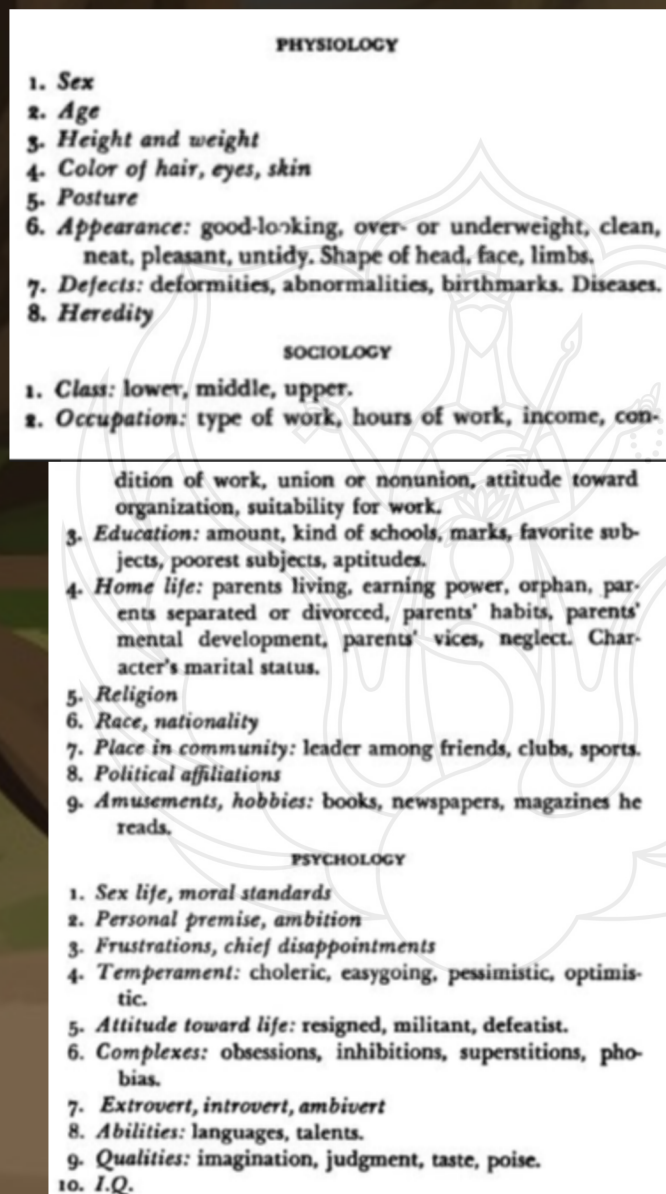 PHYSIOLOGY
1. Sex
2. Age
3. Height and weight
4. Color of hair, eyes, skin
5. Posture
6. Appearance: good-looking, over- or underweight, clean,
neat, pleasant, untidy. Shape of head, face, limbs.
7. Defects: deformities, abnormalities, birthmarks. Diseases.
8. Heredity
SOCIOLOGY
1. Class: lower, middle, upper.
2. Occupation: type of work, hours of work, income, con-
dition of work, union or nonunion, attitude toward
organization, suitability for work.
3. Education: amount, kind of schools, marks, favorite sub-
jects, poorest subjects, aptitudes.
4. Home life: parents living, earning power, orphan, par-
ents separated or divorced, parents' habits, parents'
mental development, parents' vices, neglect. Char-
acter's marital status.
5. Religion
6. Race, nationality
7. Place in community: leader among friends, clubs, sports.
8. Political affiliations
9. Amusements, hobbies: books, newspapers, magazines he
reads.
PSYCHOLOGY
1. Sex life, moral standards
2. Personal premise, ambition
3. Frustrations, chief disappointments
4. Temperament: choleric, easygoing, pessimistic, optimis-
tic.
5. Attitude toward life: resigned, militant, defeatist.
6. Complexes: obsessions, inhibitions, superstitions, pho-
bias.
7. Extrovert, introvert, ambivert
8. Abilities: languages, talents.
9. Qualities: imagination, judgment, taste, poise.
10. I.Q.